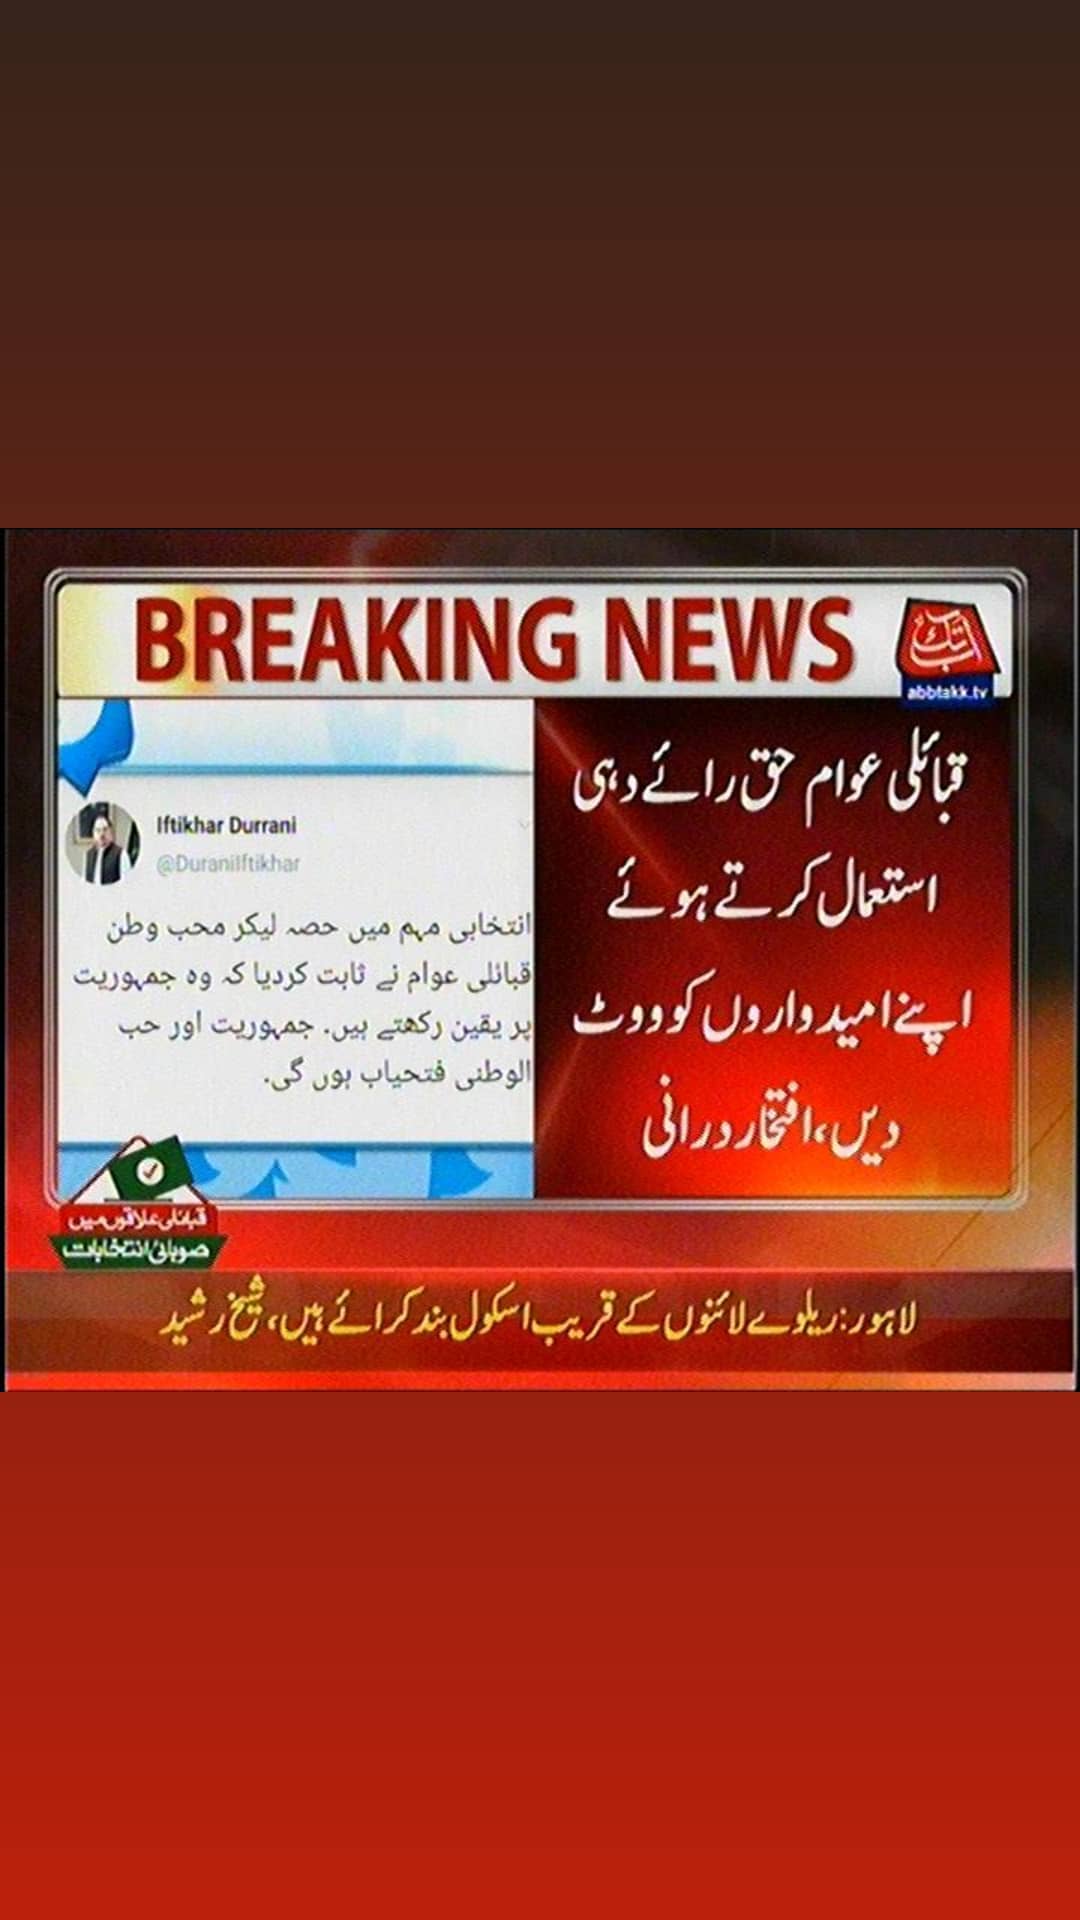 BREAKING NEWS
اب تک
abbtakk.tv
قبائلی عوام حق رائے دہی
استعمال کرتے ہوئے
اپنے امیدواروں کو ووٹ
دیں، افتخار درانی
Iftikhar Durrani
@DuraniIftikhar
انتخابی مہم میں حصہ لیکر محب وطن
قبائلی عوام نے ثابت کردیا کہ وہ جمہوریت
پر یقین رکھتے ہیں۔ جمہوریت اور حب
الوطنی فتحیاب ہوں گی۔
قبائلی علاقوں میں
صوبائی انتخابات
لاہور: ریلوے لائنوں کے قریب اسکول بند کرائے ہیں، شیخ رشید